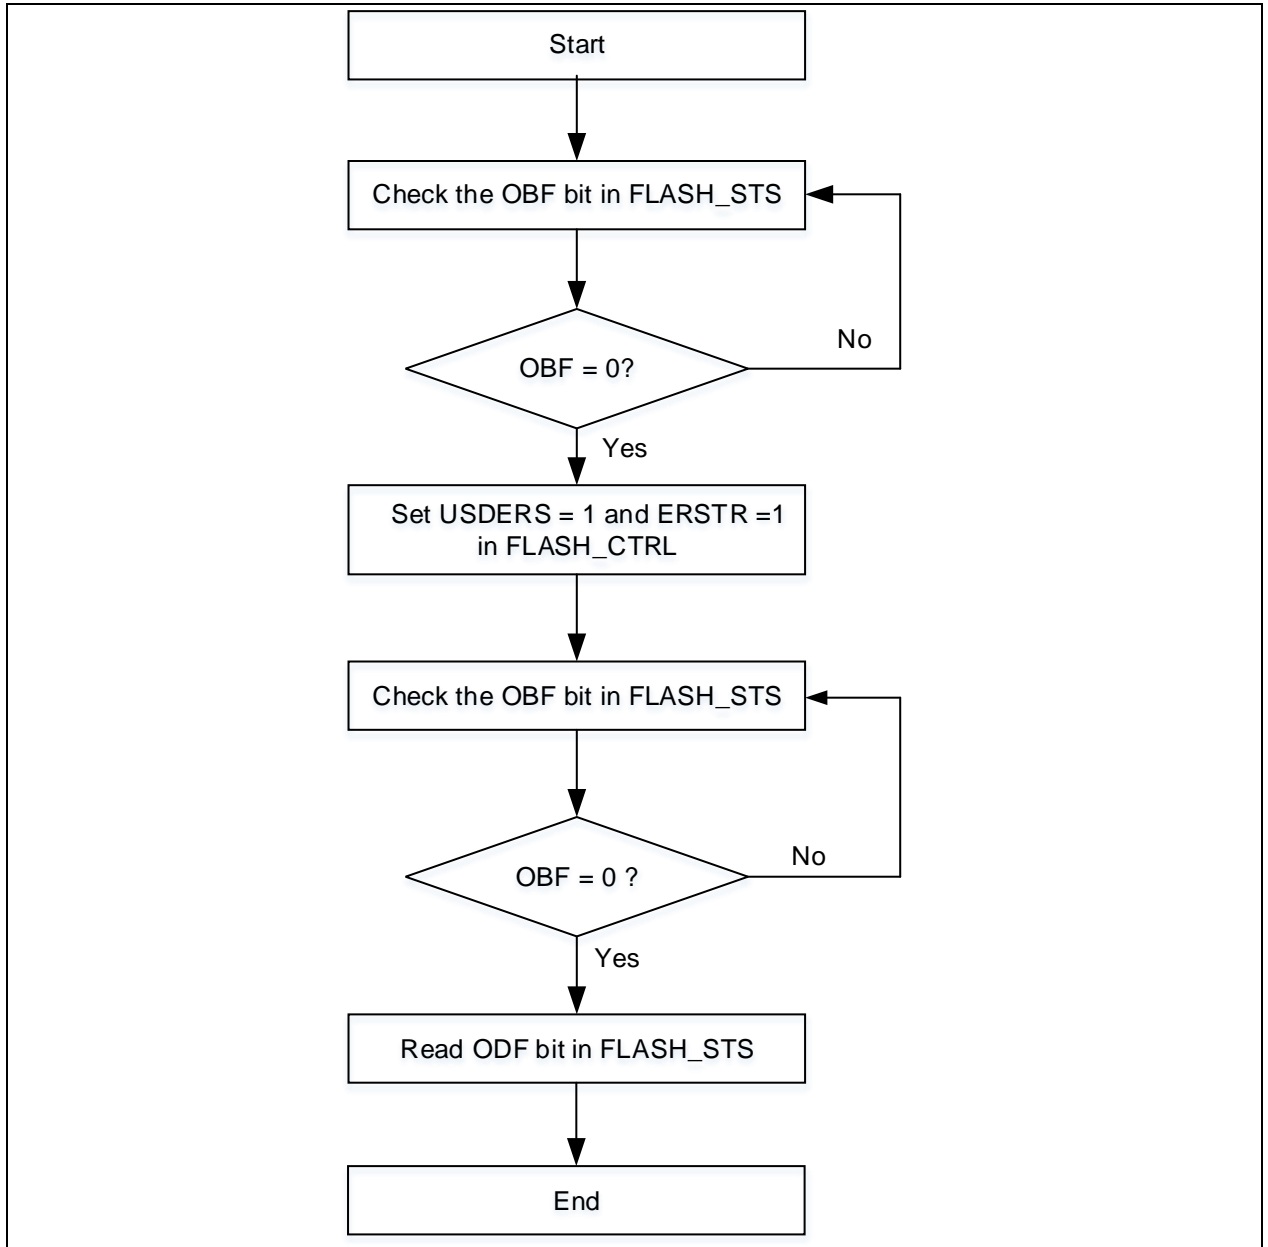 Start
Check the OBF bit in FLASH_STS
OBF = 0?
No
Yes
Set USDERS = 1 and ERSTR =1
in FLASH_CTRL
Check the OBF bit in FLASH_STS
OBF = 0 ?
No
Yes
Read ODF bit in FLASH_STS
End